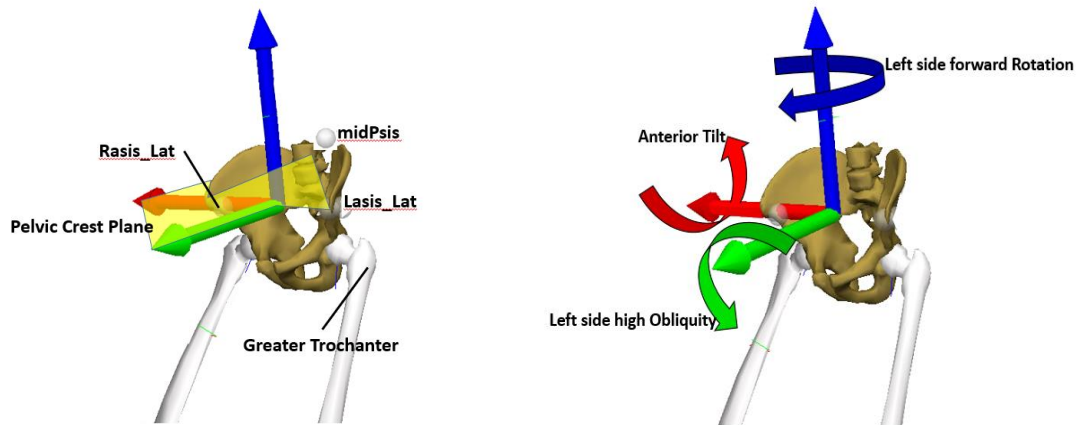 midPsis
Rasis_Lat
Lasis_Lat
Pelvic Crest Plane
Greater Trochanter
Left side forward Rotation
Anterior Tilt
Left side high Obliquity